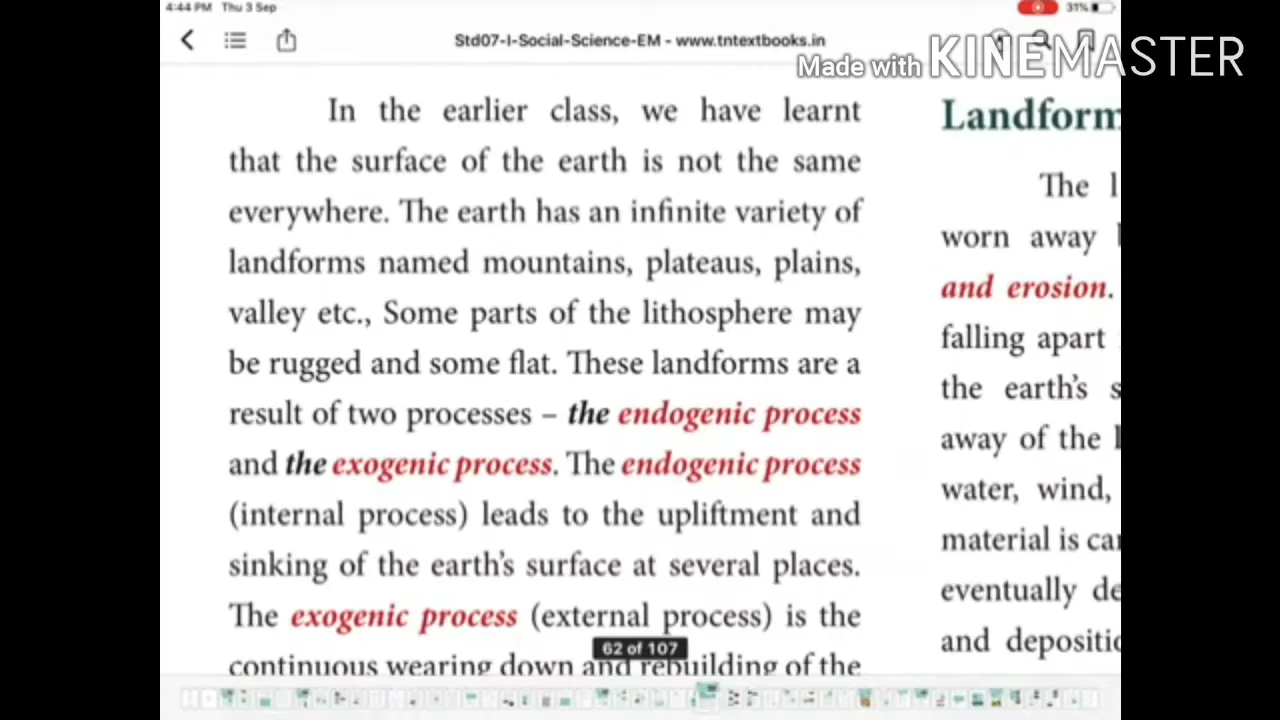 4:44 PM Thu 3 Sep
31%
Std07-I-Social-Science-EM - www.tntextbooks.in
Made with KINEMASTER
In the earlier class, we have learnt
that the surface of the earth is not the same
everywhere. The earth has an infinite variety of
landforms named mountains, plateaus, plains,
valley etc., Some parts of the lithosphere may
be rugged and some flat. These landforms are a
result of two processes – the endogenic process
and the exogenic process. The endogenic process
(internal process) leads to the upliftment and
sinking of the earth's surface at several places.
The exogenic process (external process) is the
continuous wearing down and rebuilding of the
62 of 107
Landform
The l
worn away
and erosion.
falling apart
the earth's s
away of the l
water, wind,
material is ca
eventually de
and depositi